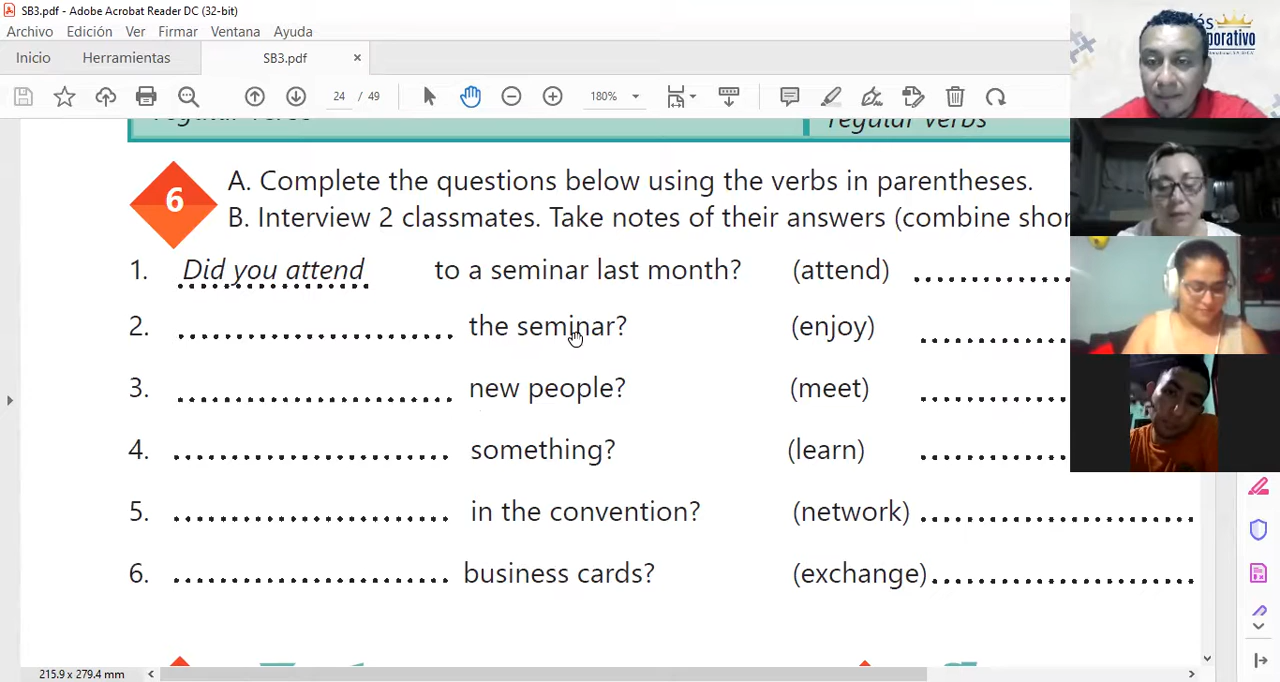 SB3.pdf - Adobe Acrobat Reader DC (32-bit)
Archivo Edición Ver Firmar Ventana Ayuda
Inicio Herramientas SB3.pdf ×
24 / 49 180%
regular verbs regular verbs
6 A. Complete the questions below using the verbs in parentheses.
B. Interview 2 classmates. Take notes of their answers (combine shor
1. Did you attend to a seminar last month? (attend)
2. the seminar? (enjoy)
3. new people? (meet)
4. something? (learn)
5. in the convention? (network)
6. business cards? (exchange)
215.9 x 279.4 mm